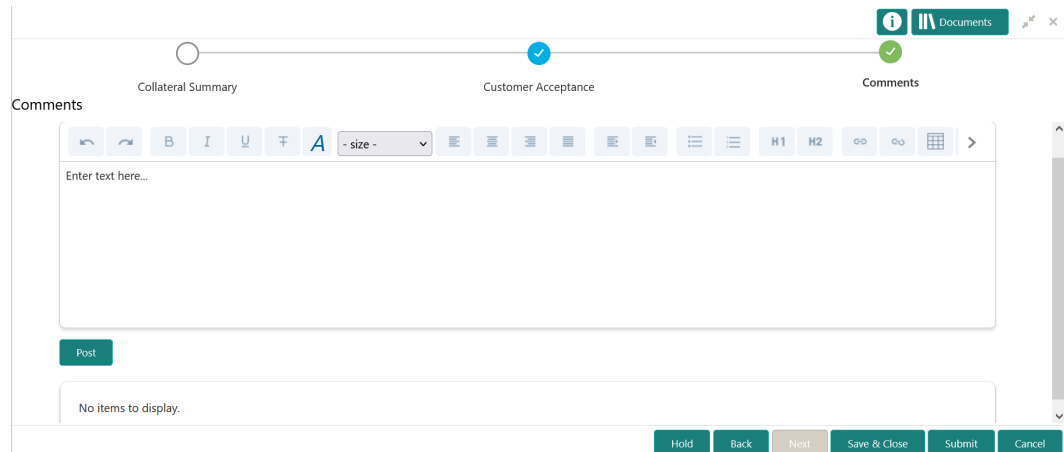 Documents
Collateral Summary
Customer Acceptance
Comments
Comments
B I U T A - size - H1 H2
Enter text here...
Post
No items to display.
Hold Back Next Save & Close Submit Cancel